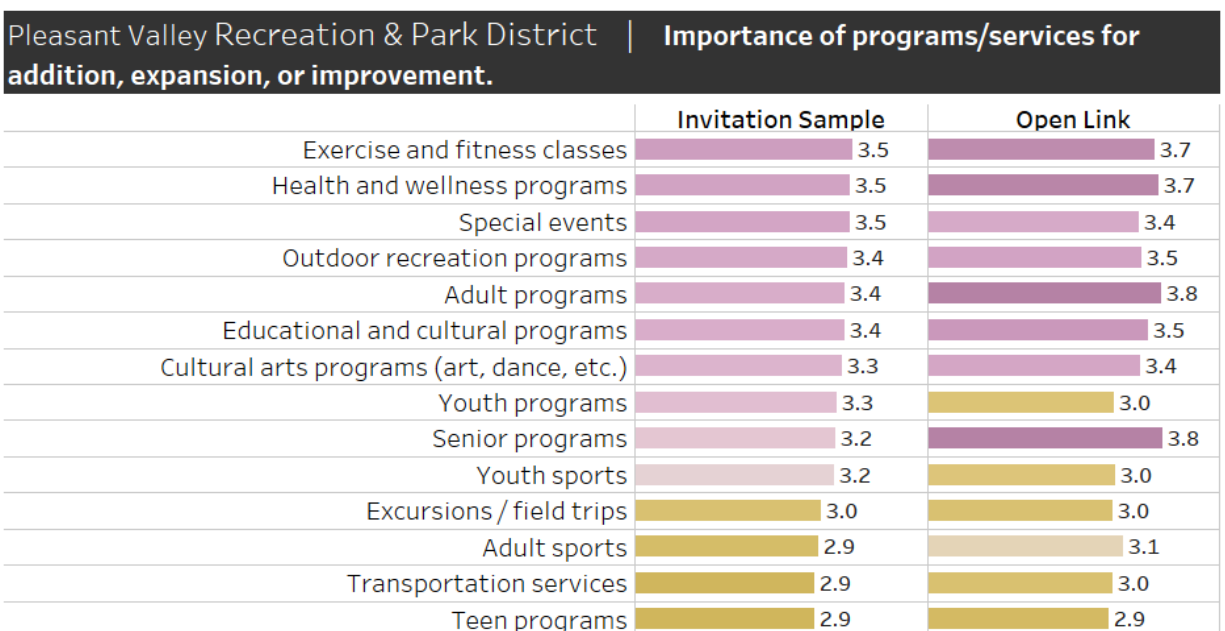 Pleasant Valley Recreation & Park District | Importance of programs/services for
addition, expansion, or improvement.
Invitation Sample Open Link
Exercise and fitness classes 3.5 3.7
Health and wellness programs 3.5 3.7
Special events 3.5 3.4
Outdoor recreation programs 3.4 3.5
Adult programs 3.4 3.8
Educational and cultural programs 3.4 3.5
Cultural arts programs (art, dance, etc.) 3.3 3.4
Youth programs 3.3 3.0
Senior programs 3.2 3.8
Youth sports 3.2 3.0
Excursions / field trips 3.0 3.0
Adult sports 2.9 3.1
Transportation services 2.9 3.0
Teen programs 2.9 2.9